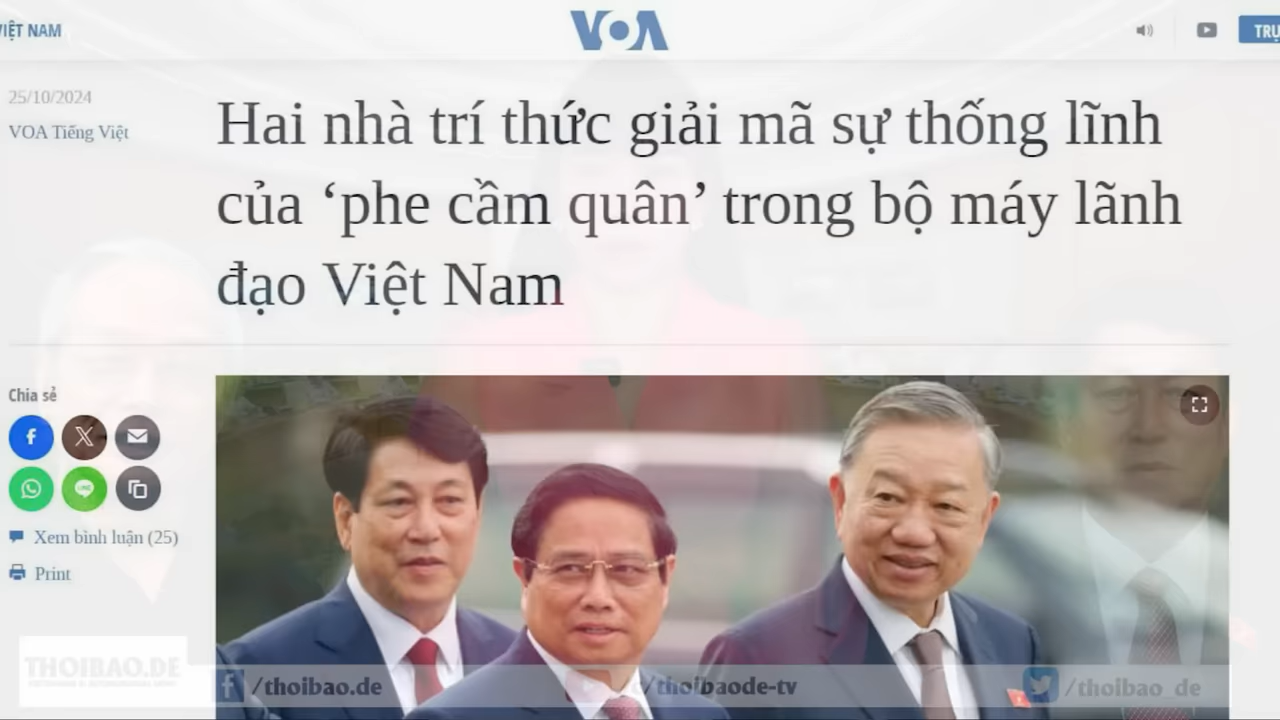 VIỆT NAM
VOA
TRỤ
25/10/2024
VOA Tiếng Việt
Hai nhà trí thức giải mã sự thống lĩnh
của ‘phe cầm quân’ trong bộ máy lãnh
đạo Việt Nam
Chia sẻ
Xem bình luận (25)
Print
THOIBAO.DE
/thoibao.de
/thoibaode-tv
/thoibao_de